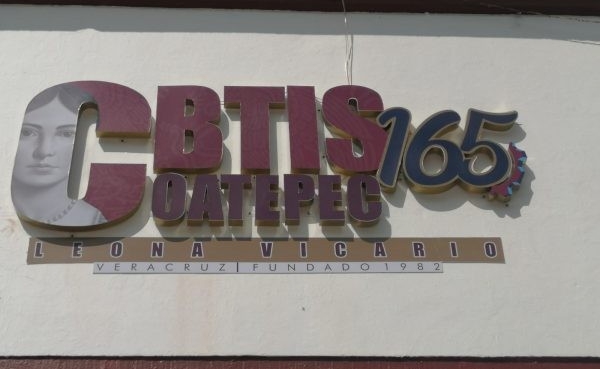 CBTIS 165
COATEPEC
LEONA VICARIO
VERACRUZ | FUNDADO 1982